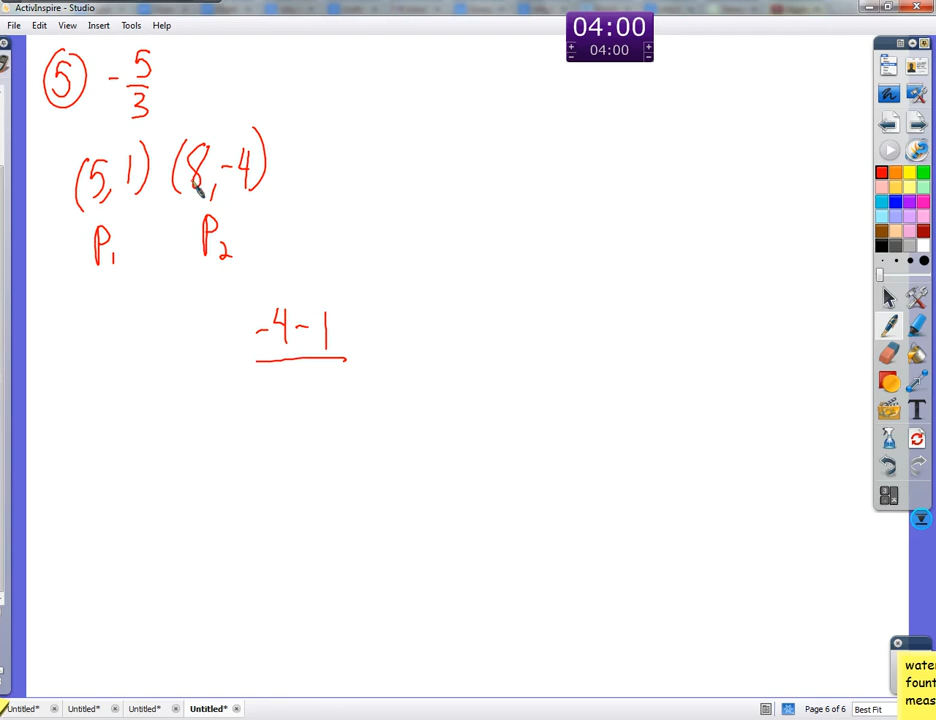 ActivInspire - Studio
File Edit View Insert Tools Help
04:00
04:00
⑤ - 5/3
(5, 1) (8, -4)
P₁ P₂
-4 - 1
water
fount
meas
Untitled* Untitled* Untitled* Untitled*
Page 6 of 6 Best Fit